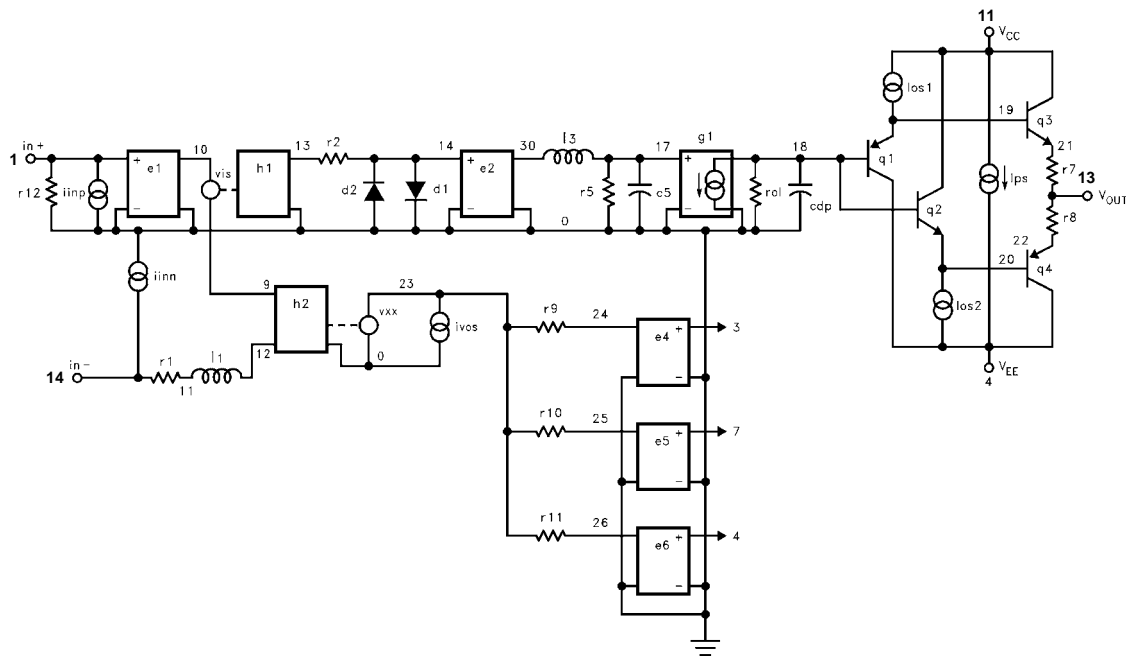 11
V_CC
Ios1
19
q3
in+
1
10
13
r2
14
30
l3
17
g1
18
q1
21
r7
13
e1
vis
h1
e2
r12
iinp
d2
d1
r5
c5
rol
cdp
q2
Ips
V_OUT
r8
0
22
20
q4
iinn
9
h2
23
vxx
ivos
Ios2
in-
14
r1
l1
12
11
0
r9
24
e4
+
3
V_EE
4
-
r10
25
e5
+
7
-
r11
26
e6
+
4
-